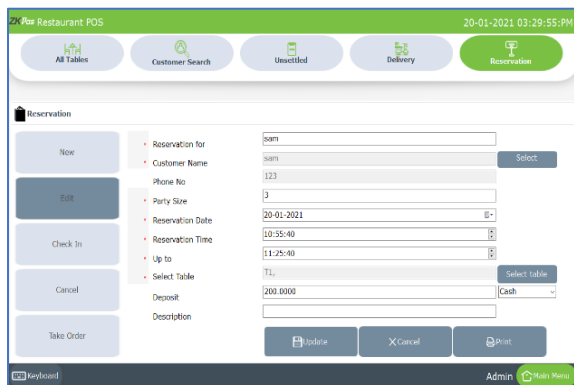 ZKPos Restaurant POS 20-01-2021 03:29:55:PM
All Tables Customer Search Unsettled Delivery Reservation
Reservation
New
Edit
Check In
Cancel
Take Order
* Reservation for sam
* Customer Name sam Select
Phone No 123
* Party Size 3
* Reservation Date 20-01-2021
* Reservation Time 10:55:40
* Up to 11:25:40
* Select Table T1, Select table
Deposit 200.0000 Cash
Description
Update Cancel Print
Keyboard Admin Main Menu